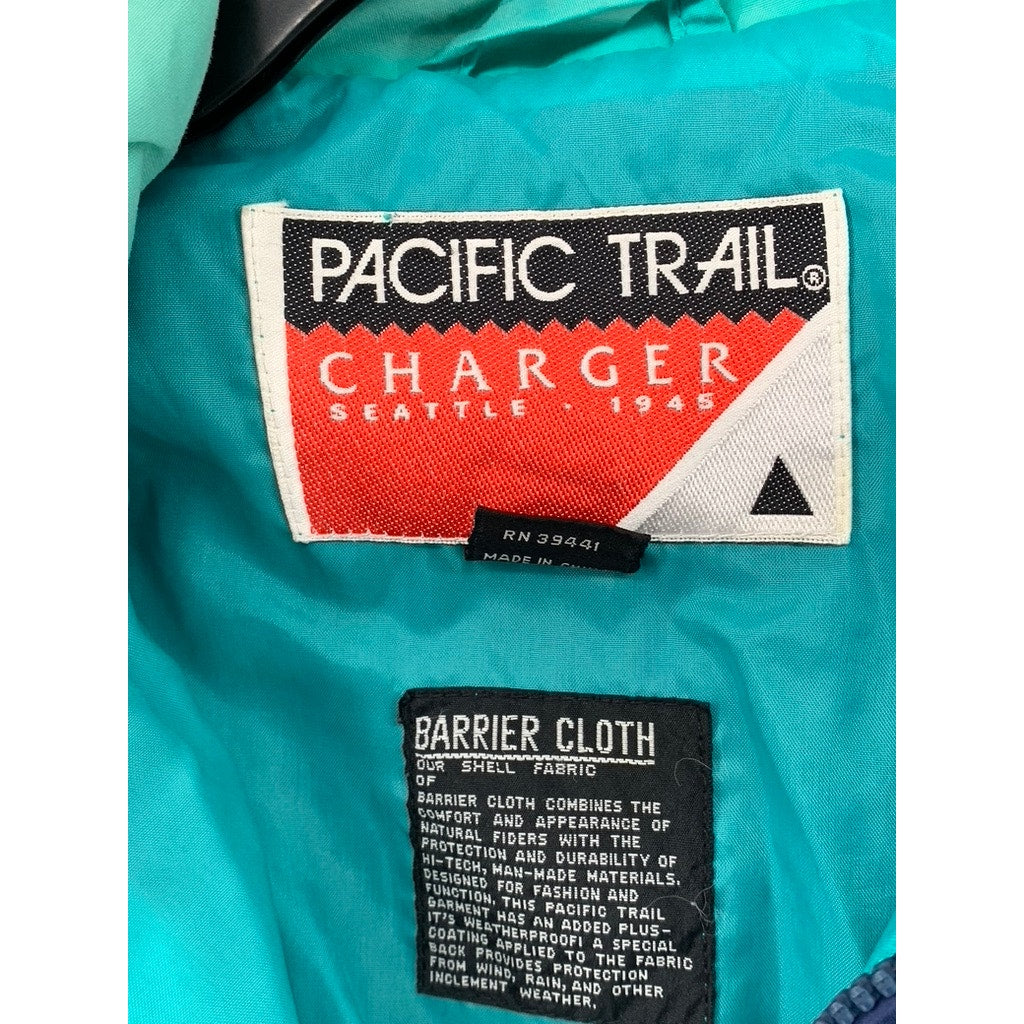 PACIFIC TRAIL®
CHARGER
SEATTLE · 1945
RN 39441
MADE IN
BARRIER CLOTH
OUR SHELL FABRIC
OF
BARRIER CLOTH COMBINES THE
COMFORT AND APPEARANCE OF
NATURAL FIDERS WITH THE
PROTECTION AND DURABILITY OF
HI-TECH, MAN-MADE MATERIALS.
DESIGNED FOR FASHION AND
FUNCTION, THIS PACIFIC TRAIL
GARMENT HAS AN ADDED PLUS-
IT'S WEATHERPROOF! A SPECIAL
COATING APPLIED TO THE FABRIC
BACK PROVIDES PROTECTION
FROM WIND, RAIN, AND OTHER
INCLEMENT WEATHER.